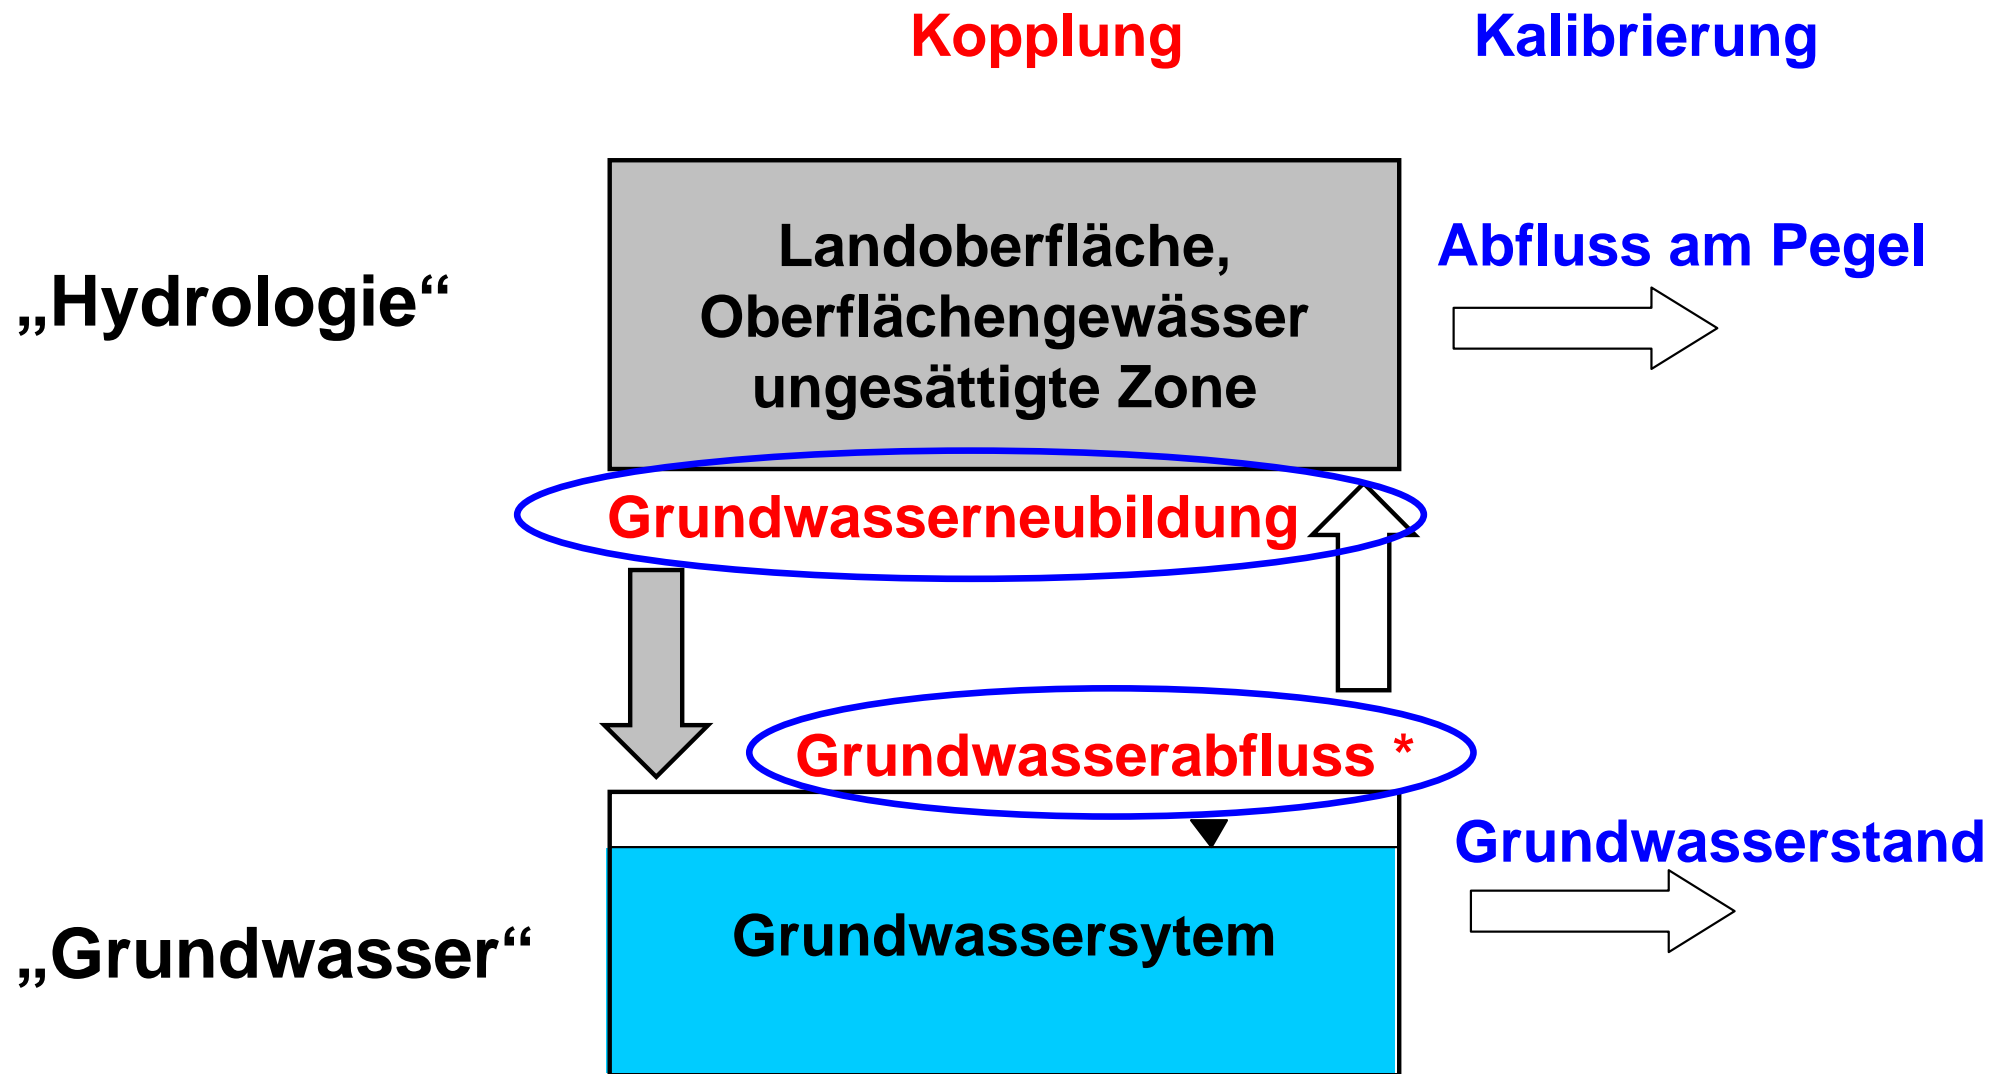 Kopplung
Kalibrierung
„Hydrologie“
Landoberfläche,
Oberflächengewässer
ungesättigte Zone
Abfluss am Pegel
Grundwasserneubildung
Grundwasserabfluss *
Grundwasserstand
„Grundwasser“
Grundwassersytem